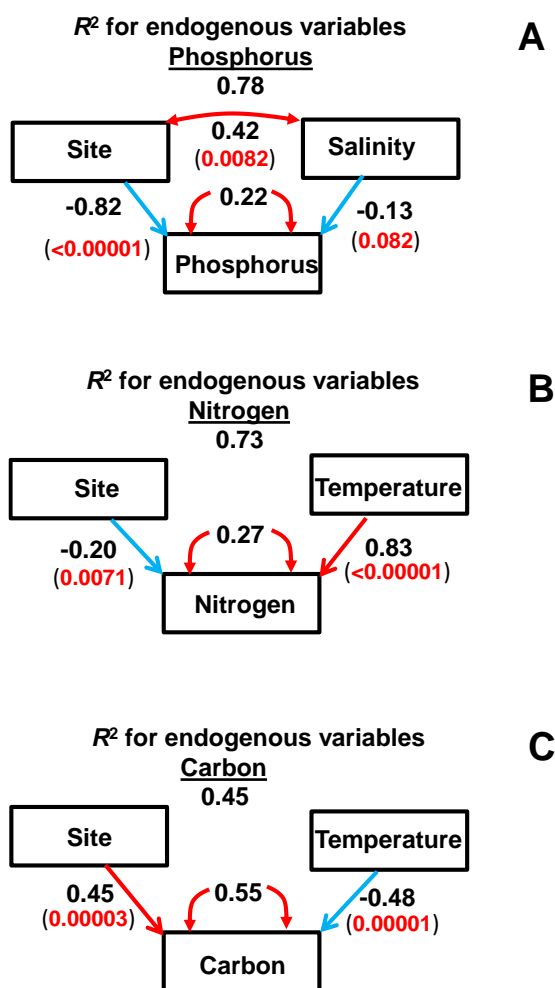 A
R² for endogenous variables
Phosphorus
0.78
Site
0.42
(0.0082)
Salinity
-0.82
(<0.00001)
0.22
-0.13
(0.082)
Phosphorus
B
R² for endogenous variables
Nitrogen
0.73
Site
Temperature
-0.20
(0.0071)
0.27
0.83
(<0.00001)
Nitrogen
C
R² for endogenous variables
Carbon
0.45
Site
Temperature
0.45
(0.00003)
0.55
-0.48
(0.00001)
Carbon